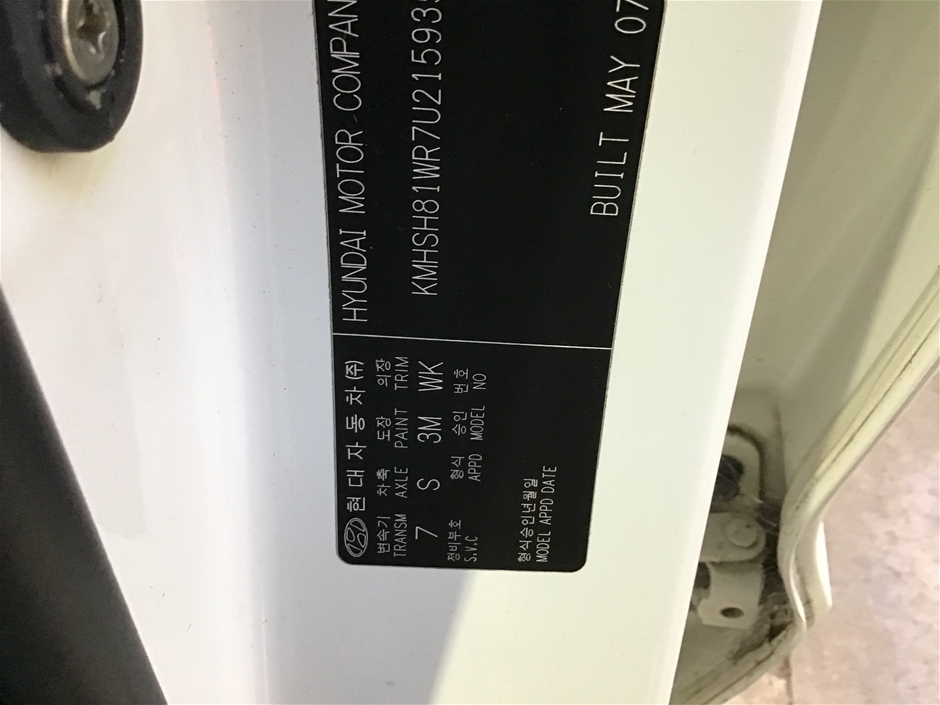 현대자동차(주)
HYUNDAI MOTOR COMPAN
변속기 차축 도장 의장
TRANSM AXLE PAINT TRIM
7 S 3M WK
KMHSH81WR7U21593
정비부호 형식 승인 번호
S.V.C APPD MODEL NO
형식승인년월일
MODEL APPD DATE
BUILT MAY 07